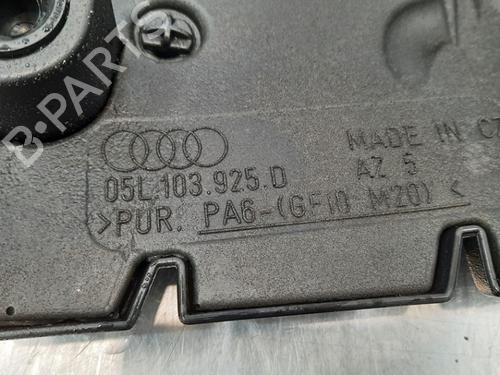 B-PARTS
MADE IN C
05L.103.925.D
AZ 5
>PUR. PA6-(GF10 M20)<